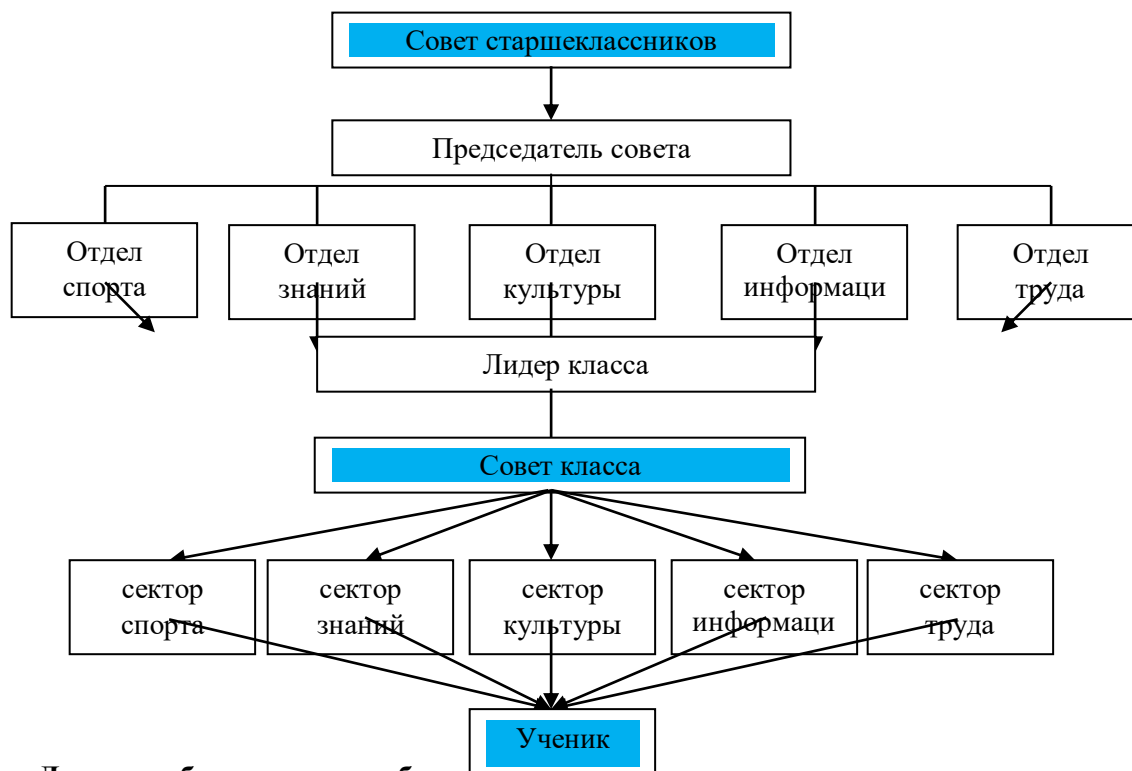 Совет старшеклассников
Председатель совета
Отдел
спорта
Отдел
знаний
Отдел
культуры
Отдел
информаци
Отдел
труда
Лидер класса
Совет класса
сектор
спорта
сектор
знаний
сектор
культуры
сектор
информаци
сектор
труда
Ученик